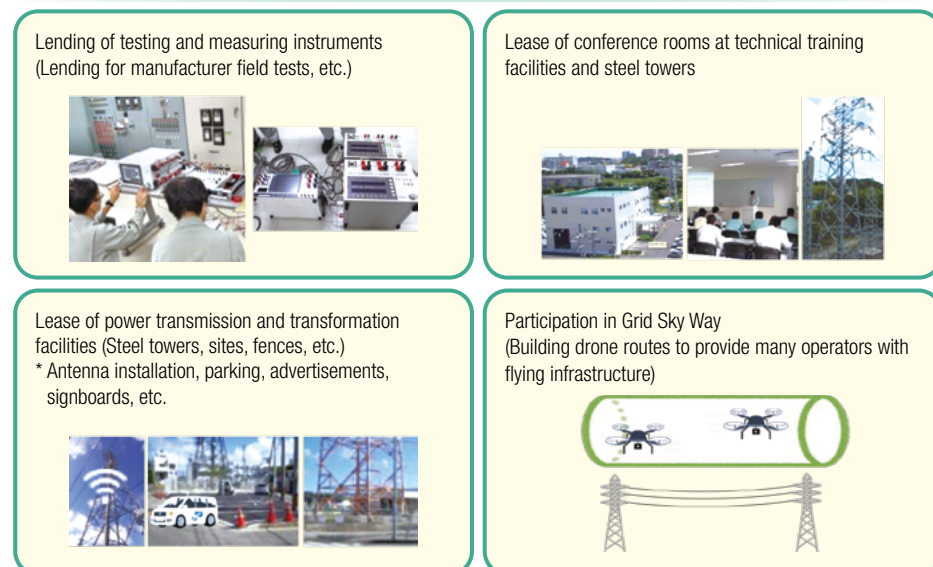 Lending of testing and measuring instruments
(Lending for manufacturer field tests, etc.)
Lease of conference rooms at technical training
facilities and steel towers
Lease of power transmission and transformation
facilities (Steel towers, sites, fences, etc.)
* Antenna installation, parking, advertisements,
signboards, etc.
Participation in Grid Sky Way
(Building drone routes to provide many operators with
flying infrastructure)